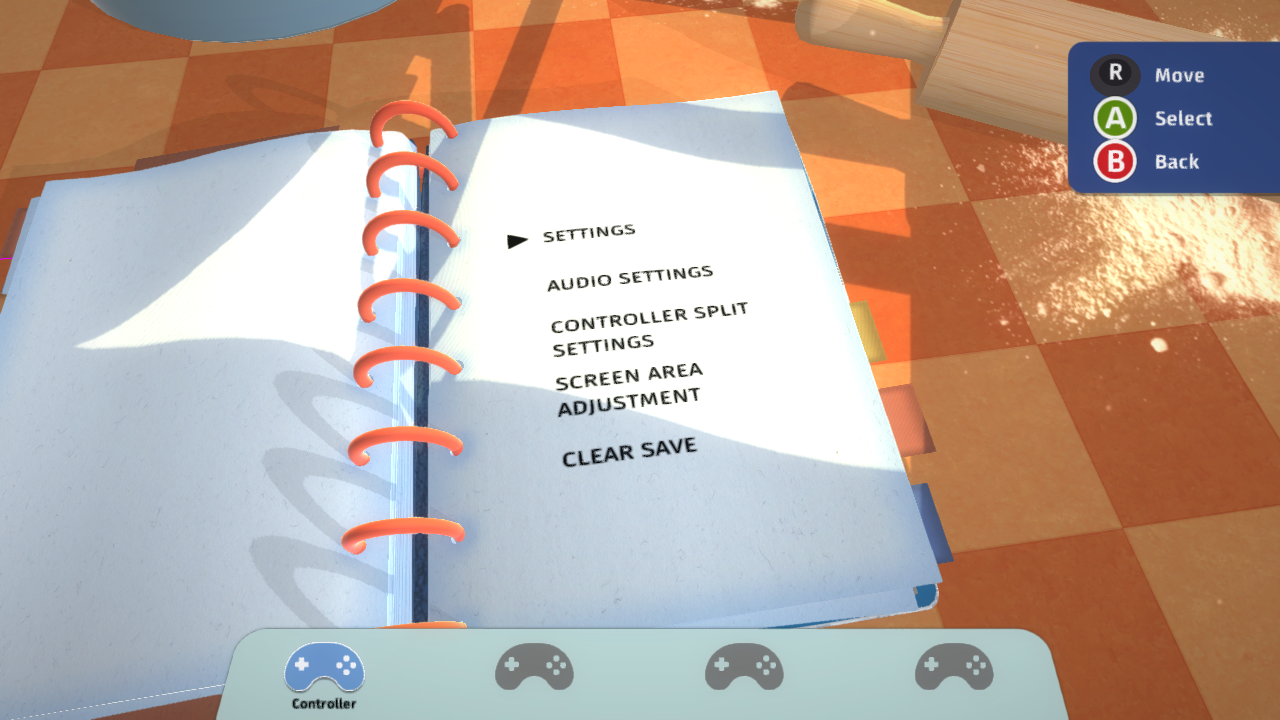 R Move
A Select
B Back
SETTINGS
AUDIO SETTINGS
CONTROLLER SPLIT
SETTINGS
SCREEN AREA
ADJUSTMENT
CLEAR SAVE
Controller